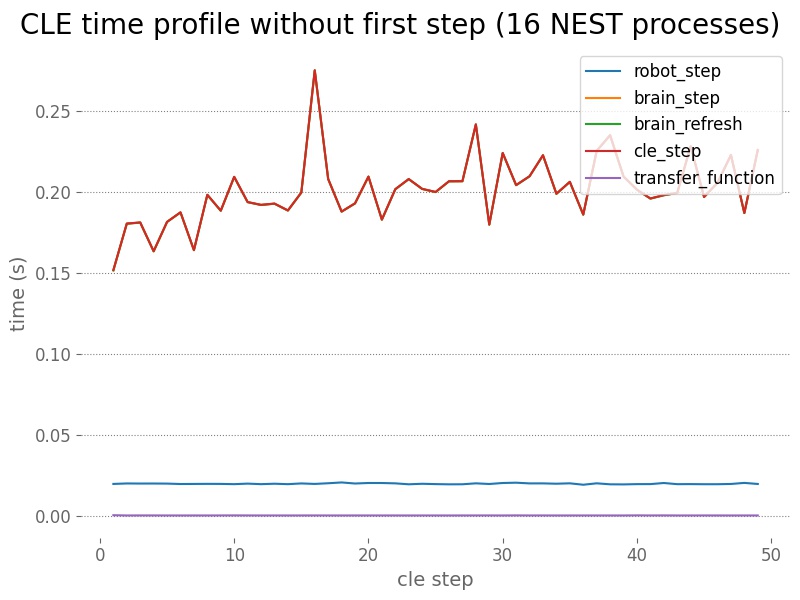 CLE time profile without first step (16 NEST processes)
robot_step
brain_step
brain_refresh
cle_step
transfer_function
0.25
0.20
0.15
0.10
0.05
0.00
time (s)
0
10
20
30
40
50
cle step